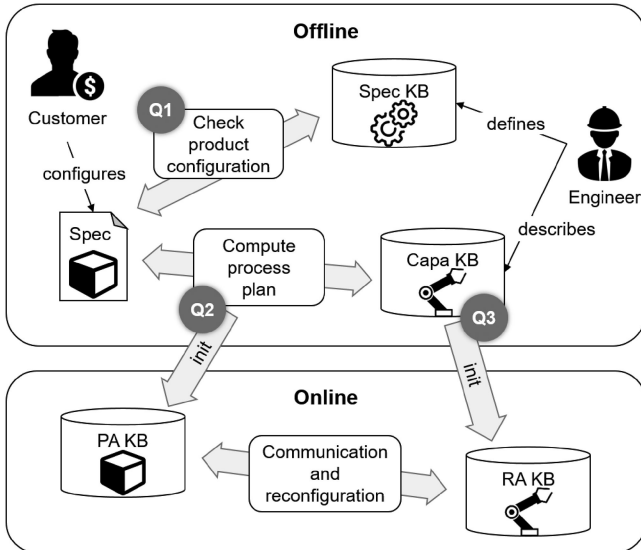 Offline
$
Customer
Q1
Check
product
configuration
Spec KB
defines
Engineer
configures
describes
Spec
Compute
process
plan
Capa KB
Q2
Q3
init
init
Online
PA KB
Communication
and
reconfiguration
RA KB